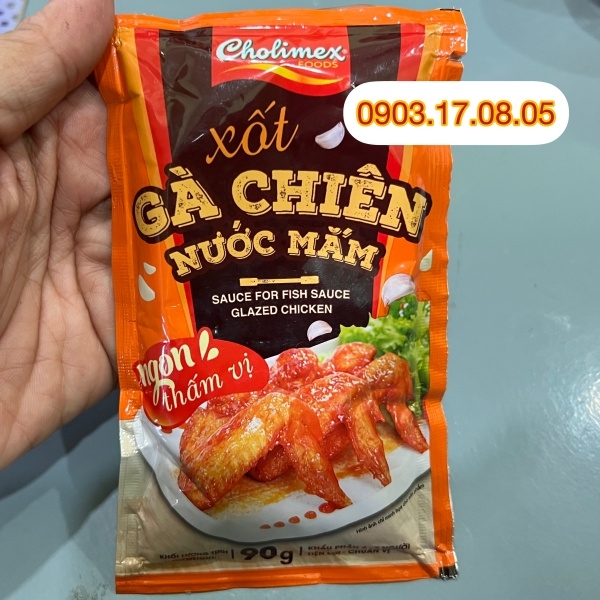 Cholimex
FOODS
0903.17.08.05
xốt
GÀ CHIÊN
NƯỚC MẮM
SAUCE FOR FISH SAUCE
GLAZED CHICKEN
ngon
thấm vị
90g